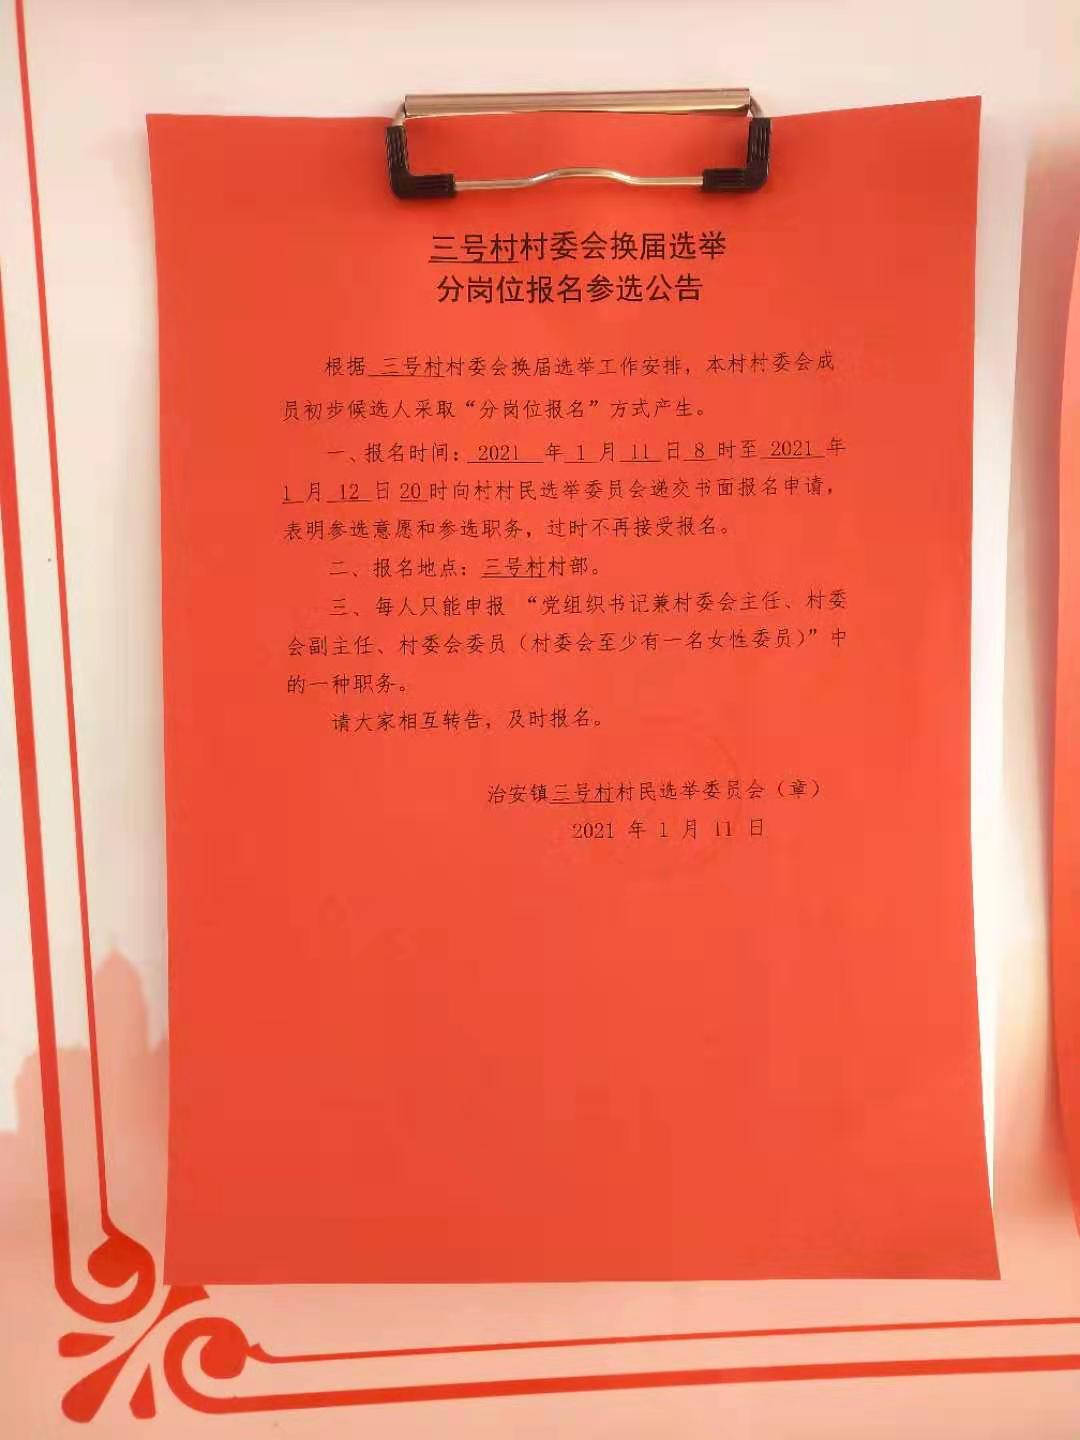 三号村村委会换届选举
分岗位报名参选公告
根据 三号村村委会换届选举工作安排，本村村委会成
员初步候选人采取“分岗位报名”方式产生。
一、报名时间：2021 年 1 月 11 日 8 时至 2021 年
1 月 12 日 20 时向村村民选举委员会递交书面报名申请，
表明参选意愿和参选职务，过时不再接受报名。
二、报名地点：三号村村部。
三、每人只能申报 “党组织书记兼村委会主任、村委
会副主任、村委会委员（村委会至少有一名女性委员）”中
的一种职务。
请大家相互转告，及时报名。
治安镇三号村村民选举委员会（章）
2021 年 1 月 11 日